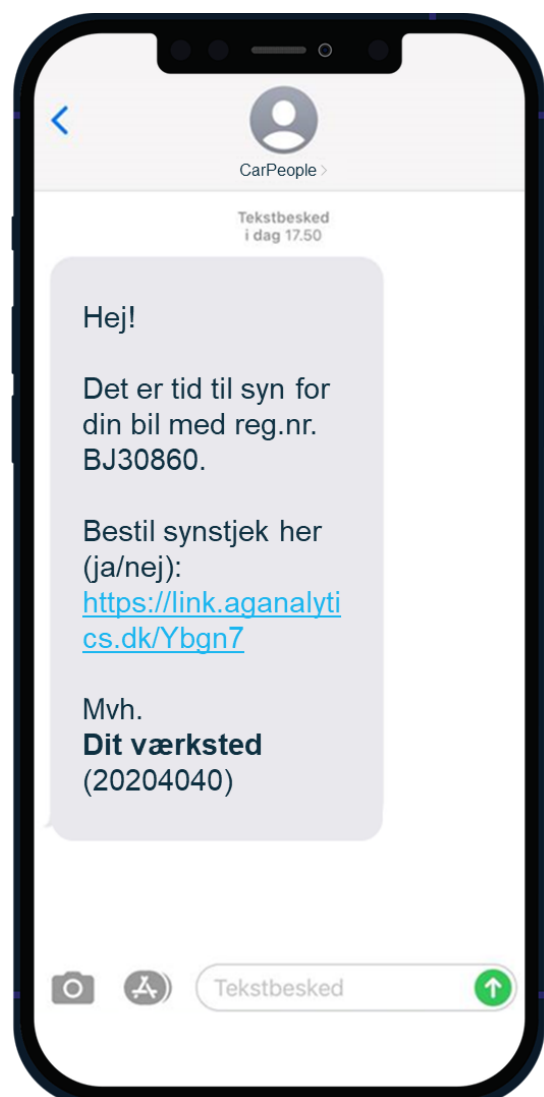 CarPeople
Tekstbesked
i dag 17.50
Hej!
Det er tid til syn for
din bil med reg.nr.
BJ30860.
Bestil synstjek her
(ja/nej):
https://link.aganalyti
cs.dk/Ybgn7
Mvh.
Dit værksted
(20204040)
Tekstbesked